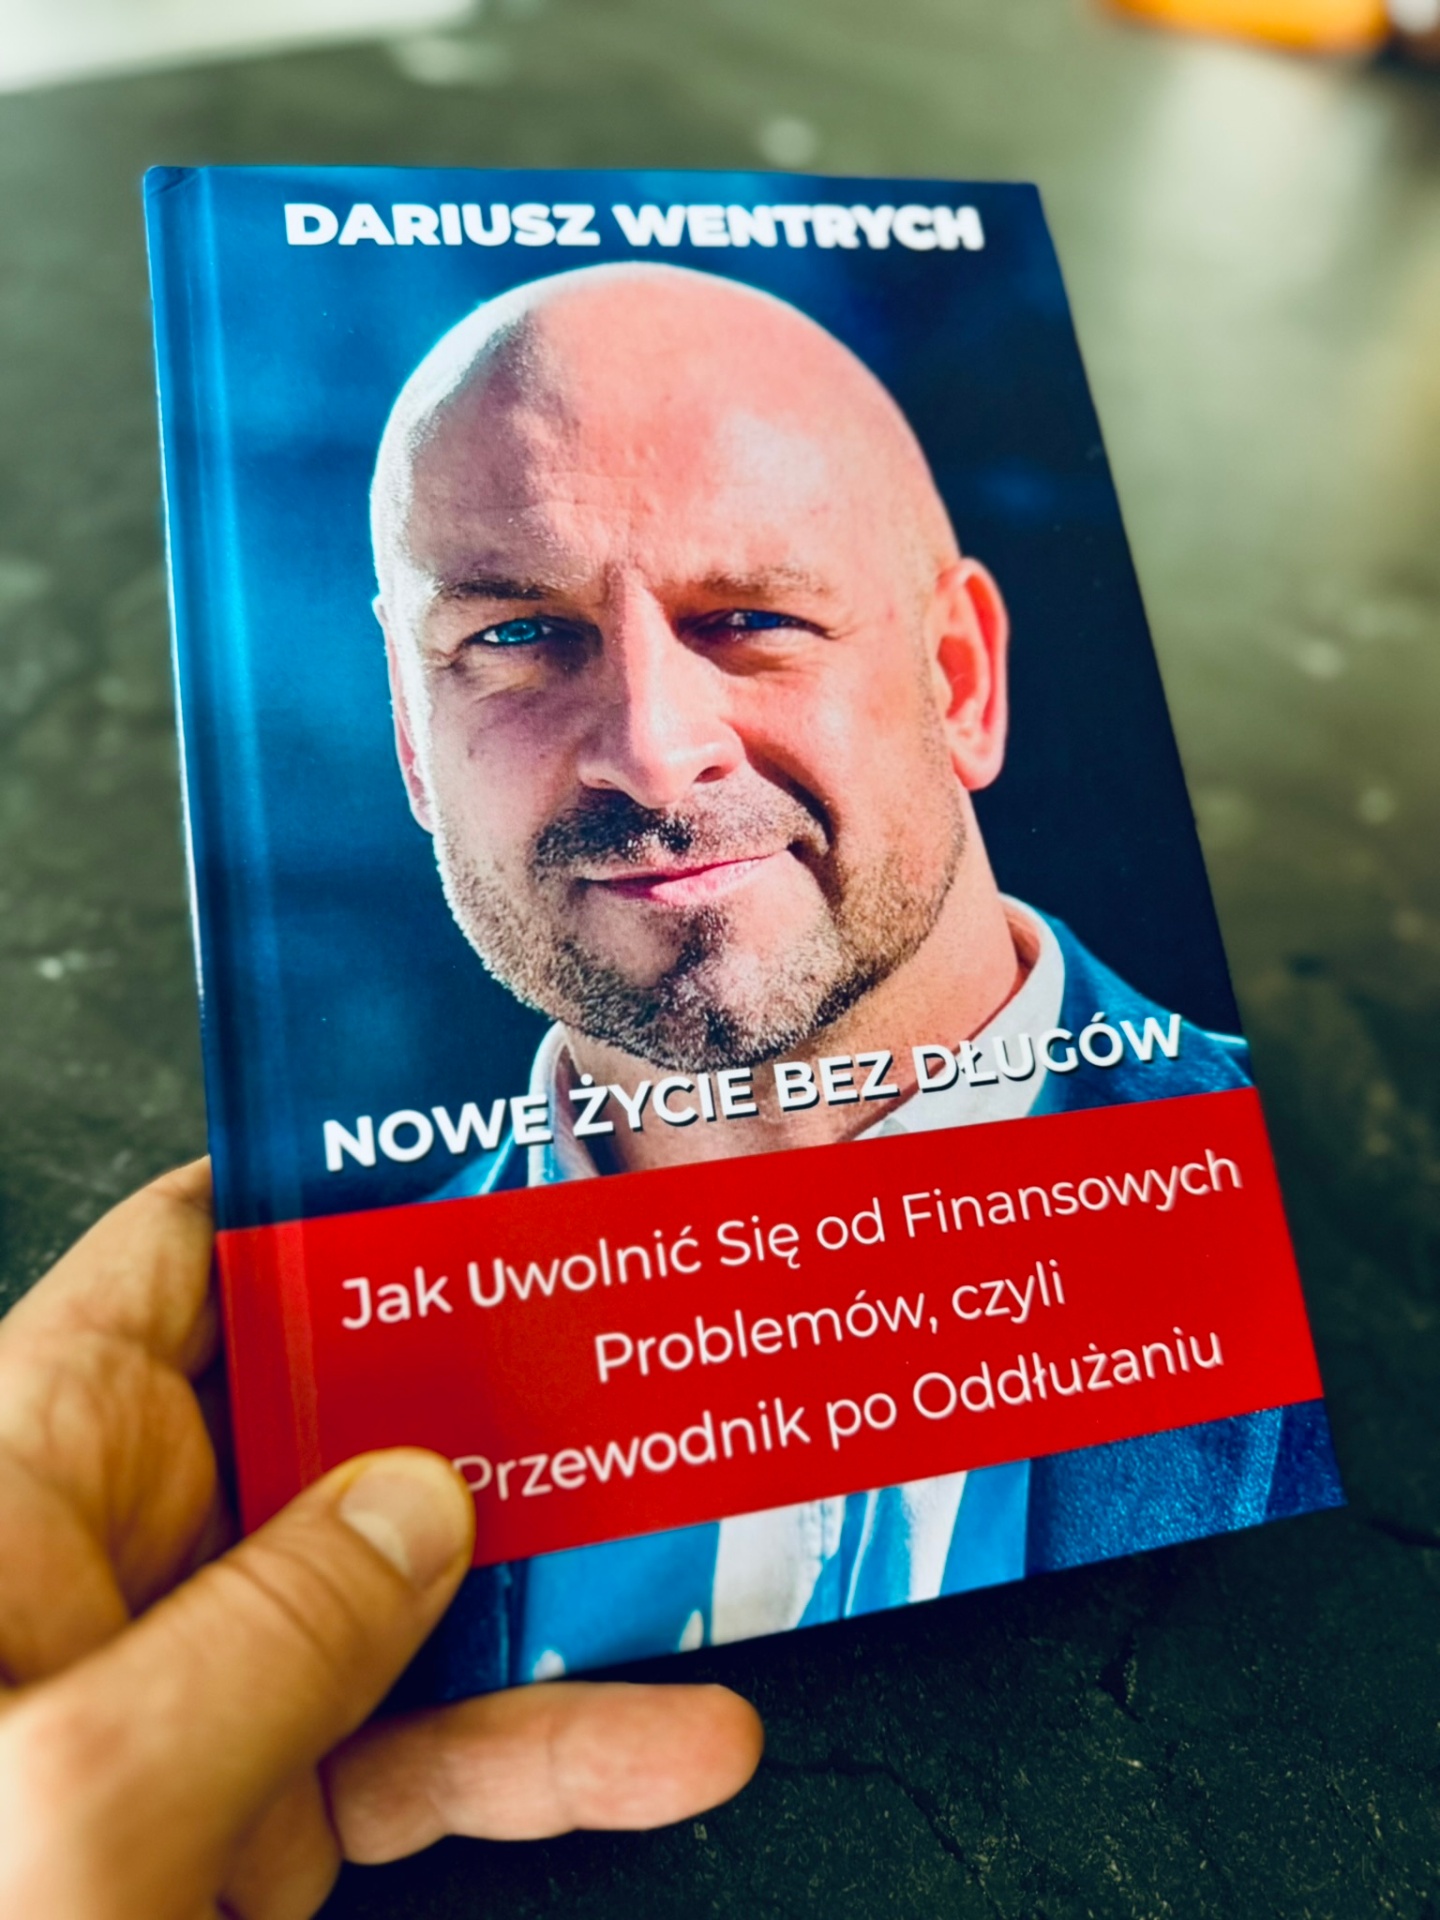 DARIUSZ WENTRYCH
NOWE ŻYCIE BEZ DŁUGÓW
Jak Uwolnić Się od Finansowych
Problemów, czyli
Przewodnik po Oddłużaniu